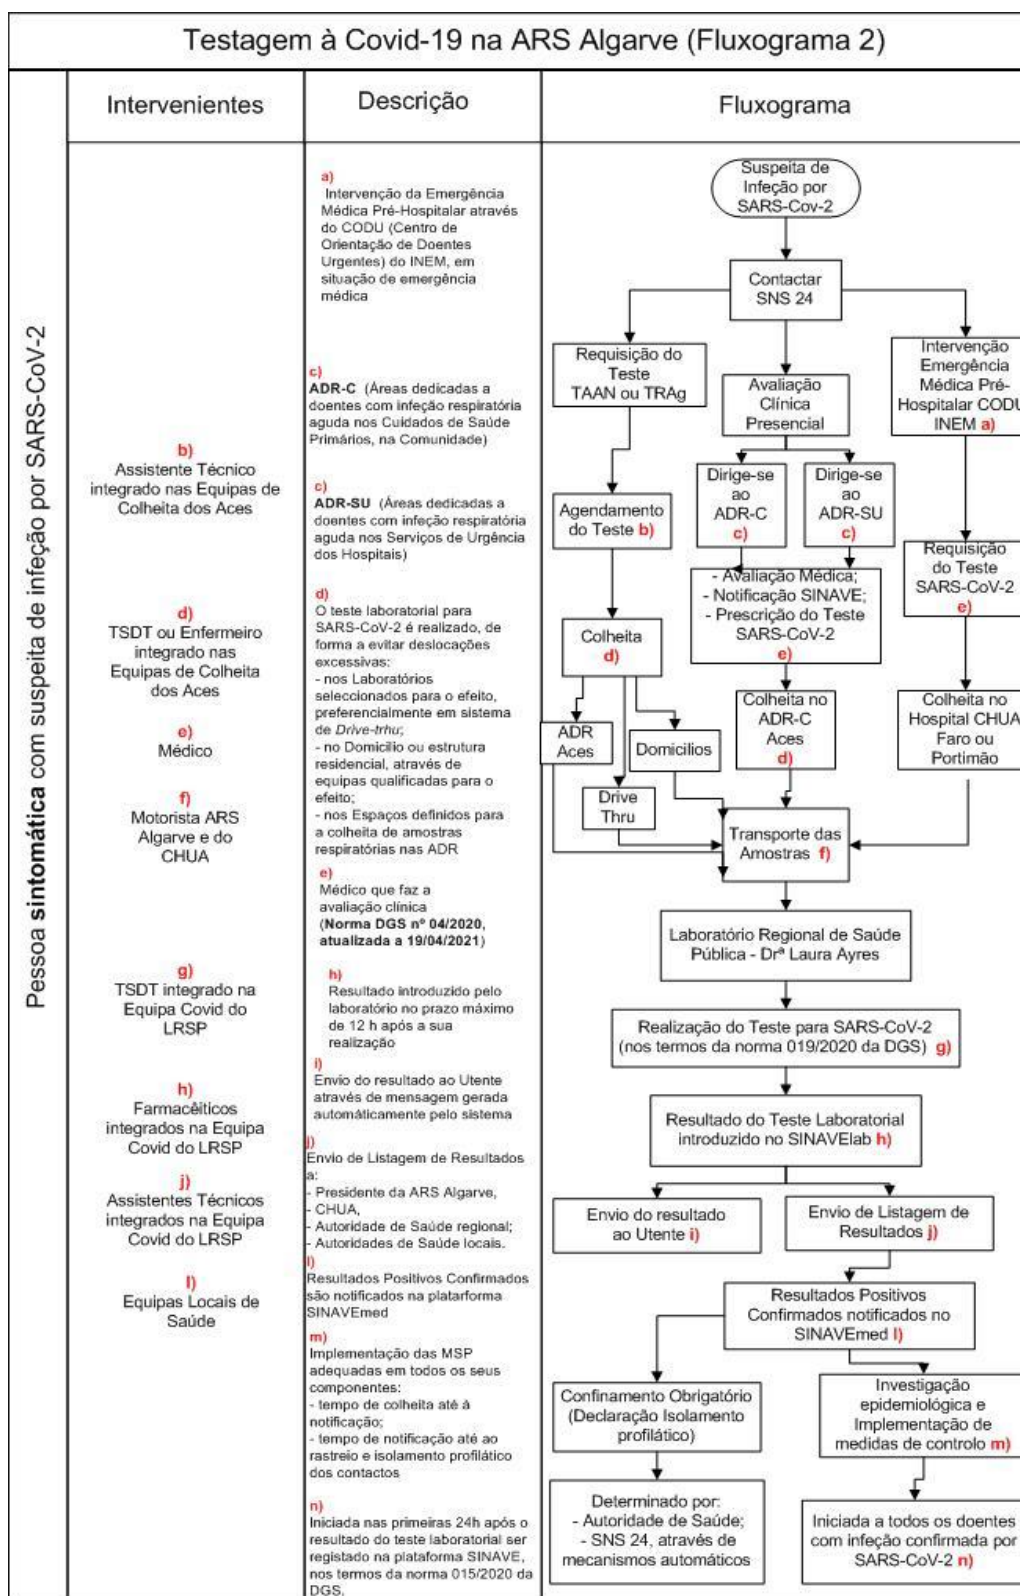 Testagem à Covid-19 na ARS Algarve (Fluxograma 2)
Pessoa sintomática com suspeita de infeção por SARS-CoV-2
Intervenientes
b)
Assistente Técnico
integrado nas Equipas de
Colheita dos Aces
d)
TSDT ou Enfermeiro
integrado nas
Equipas de Colheita
dos Aces
e)
Médico
f)
Motorista ARS
Algarve e do
CHUA
g)
TSDT integrado na
Equipa Covid do
LRSP
h)
Farmacêiticos
integrados na Equipa
Covid do LRSP
j)
Assistentes Técnicos
integrados na Equipa
Covid do LRSP
l)
Equipas Locais de
Saúde
Descrição
a)
Intervenção da Emergência
Médica Pré-Hospitalar através
do CODU (Centro de
Orientação de Doentes
Urgentes) do INEM, em
situação de emergência
médica
c)
ADR-C (Áreas dedicadas a
doentes com infeção respiratória
aguda nos Cuidados de Saúde
Primários, na Comunidade)
c)
ADR-SU (Áreas dedicadas a
doentes com infeção respiratória
aguda nos Serviços de Urgência
dos Hospitais)
d)
O teste laboratorial para
SARS-CoV-2 é realizado, de
forma a evitar deslocações
excessivas:
- nos Laboratórios
seleccionados para o efeito,
preferencialmente em sistema
de Drive-trhu;
- no Domicilio ou estrutura
residencial, através de
equipas qualificadas para o
efeito;
- nos Espaços definidos para
a colheita de amostras
respiratórias nas ADR
e)
Médico que faz a
avaliação clínica
(Norma DGS nº 04/2020,
atualizada a 19/04/2021)
h)
Resultado introduzido pelo
laboratório no prazo máximo
de 12 h após a sua
realização
i)
Envio do resultado ao Utente
através de mensagem gerada
automáticamente pelo sistema
j)
Envio de Listagem de Resultados
a:
- Presidente da ARS Algarve,
- CHUA,
- Autoridade de Saúde regional;
- Autoridades de Saúde locais.
l)
Resultados Positivos Confirmados
são notificados na platarforma
SINAVEmed
m)
Implementação das MSP
adequadas em todos os seus
componentes:
- tempo de colheita até à
notificação;
- tempo de notificação até ao
rastreio e isolamento profilático
dos contactos
n)
Iniciada nas primeiras 24h após o
resultado do teste laboratorial ser
registado na plataforma SINAVE,
nos termos da norma 015/2020 da
DGS.
Fluxograma
Suspeita de
Infeção por
SARS-Cov-2
Contactar
SNS 24
Requisição do
Teste
TAAN ou TRAg
Avaliação
Clínica
Presencial
Intervenção
Emergência
Médica Pré-
Hospitalar CODU
INEM a)
Agendamento
do Teste b)
Dirige-se
ao
ADR-C
c)
Dirige-se
ao
ADR-SU
c)
Requisição
do Teste
SARS-CoV-2
e)
- Avaliação Médica;
- Notificação SINAVE;
- Prescrição do Teste
SARS-CoV-2
e)
Colheita
d)
ADR
Aces
Domicilios
Drive
Thru
Colheita no
ADR-C
Aces
d)
Colheita no
Hospital CHUA
Faro ou
Portimão
Transporte das
Amostras f)
Laboratório Regional de Saúde
Pública - Drª Laura Ayres
Realização do Teste para SARS-CoV-2
(nos termos da norma 019/2020 da DGS) g)
Resultado do Teste Laboratorial
introduzido no SINAVElab h)
Envio do resultado
ao Utente i)
Envio de Listagem de
Resultados j)
Resultados Positivos
Confirmados notificados no
SINAVEmed l)
Confinamento Obrigatório
(Declaração Isolamento
profilático)
Investigação
epidemiológica e
Implementação de
medidas de controlo m)
Determinado por:
- Autoridade de Saúde;
- SNS 24, através de
mecanismos automáticos
Iniciada a todos os doentes
com infeção confirmada por
SARS-CoV-2 n)